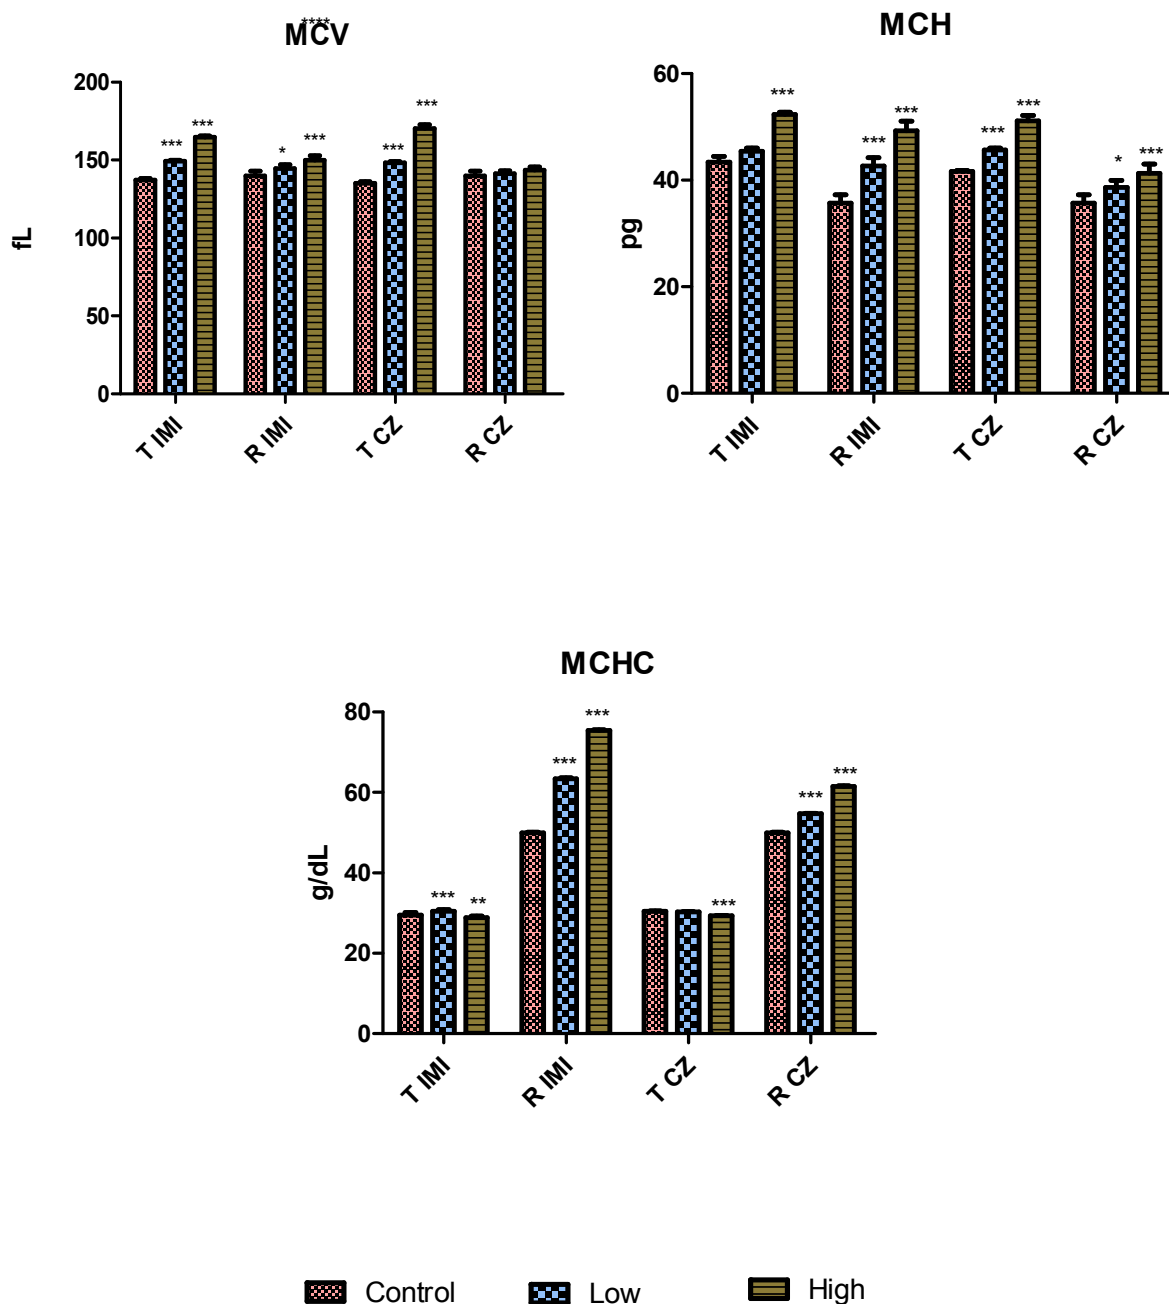 ****
MCV
fL
200
150
100
50
0
*** *** * *** *** ***
T IMI R IMI T CZ R CZ
MCH
pg
60
40
20
0
*** *** *** *** *** * ***
T IMI R IMI T CZ R CZ
MCHC
g/dL
80
60
40
20
0
*** ** *** *** *** *** ***
T IMI R IMI T CZ R CZ
Control Low High